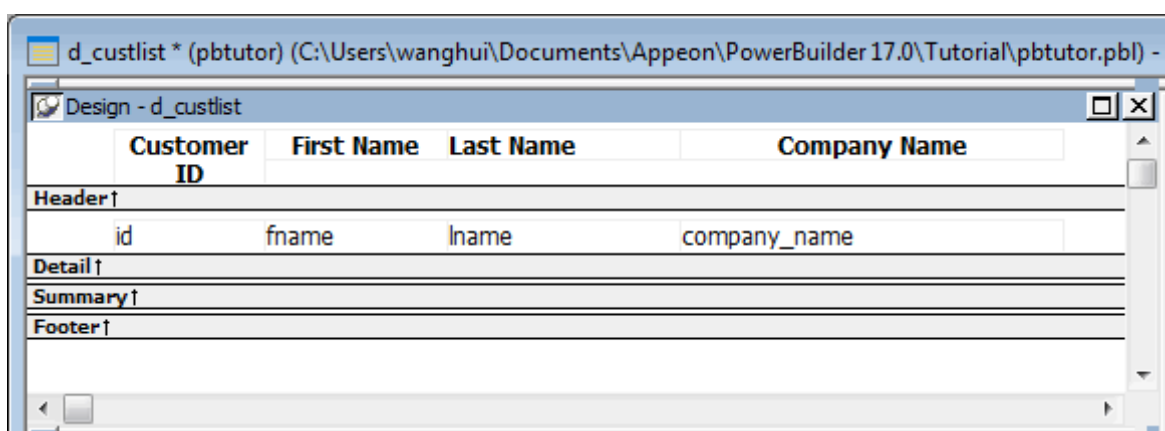 d_custlist * (pbtutor) (C:\Users\wanghui\Documents\Appeon\PowerBuilder 17.0\Tutorial\pbtutor.pbl) -
Design - d_custlist
Customer ID First Name Last Name Company Name
Header↑
id fname lname company_name
Detail↑
Summary↑
Footer↑